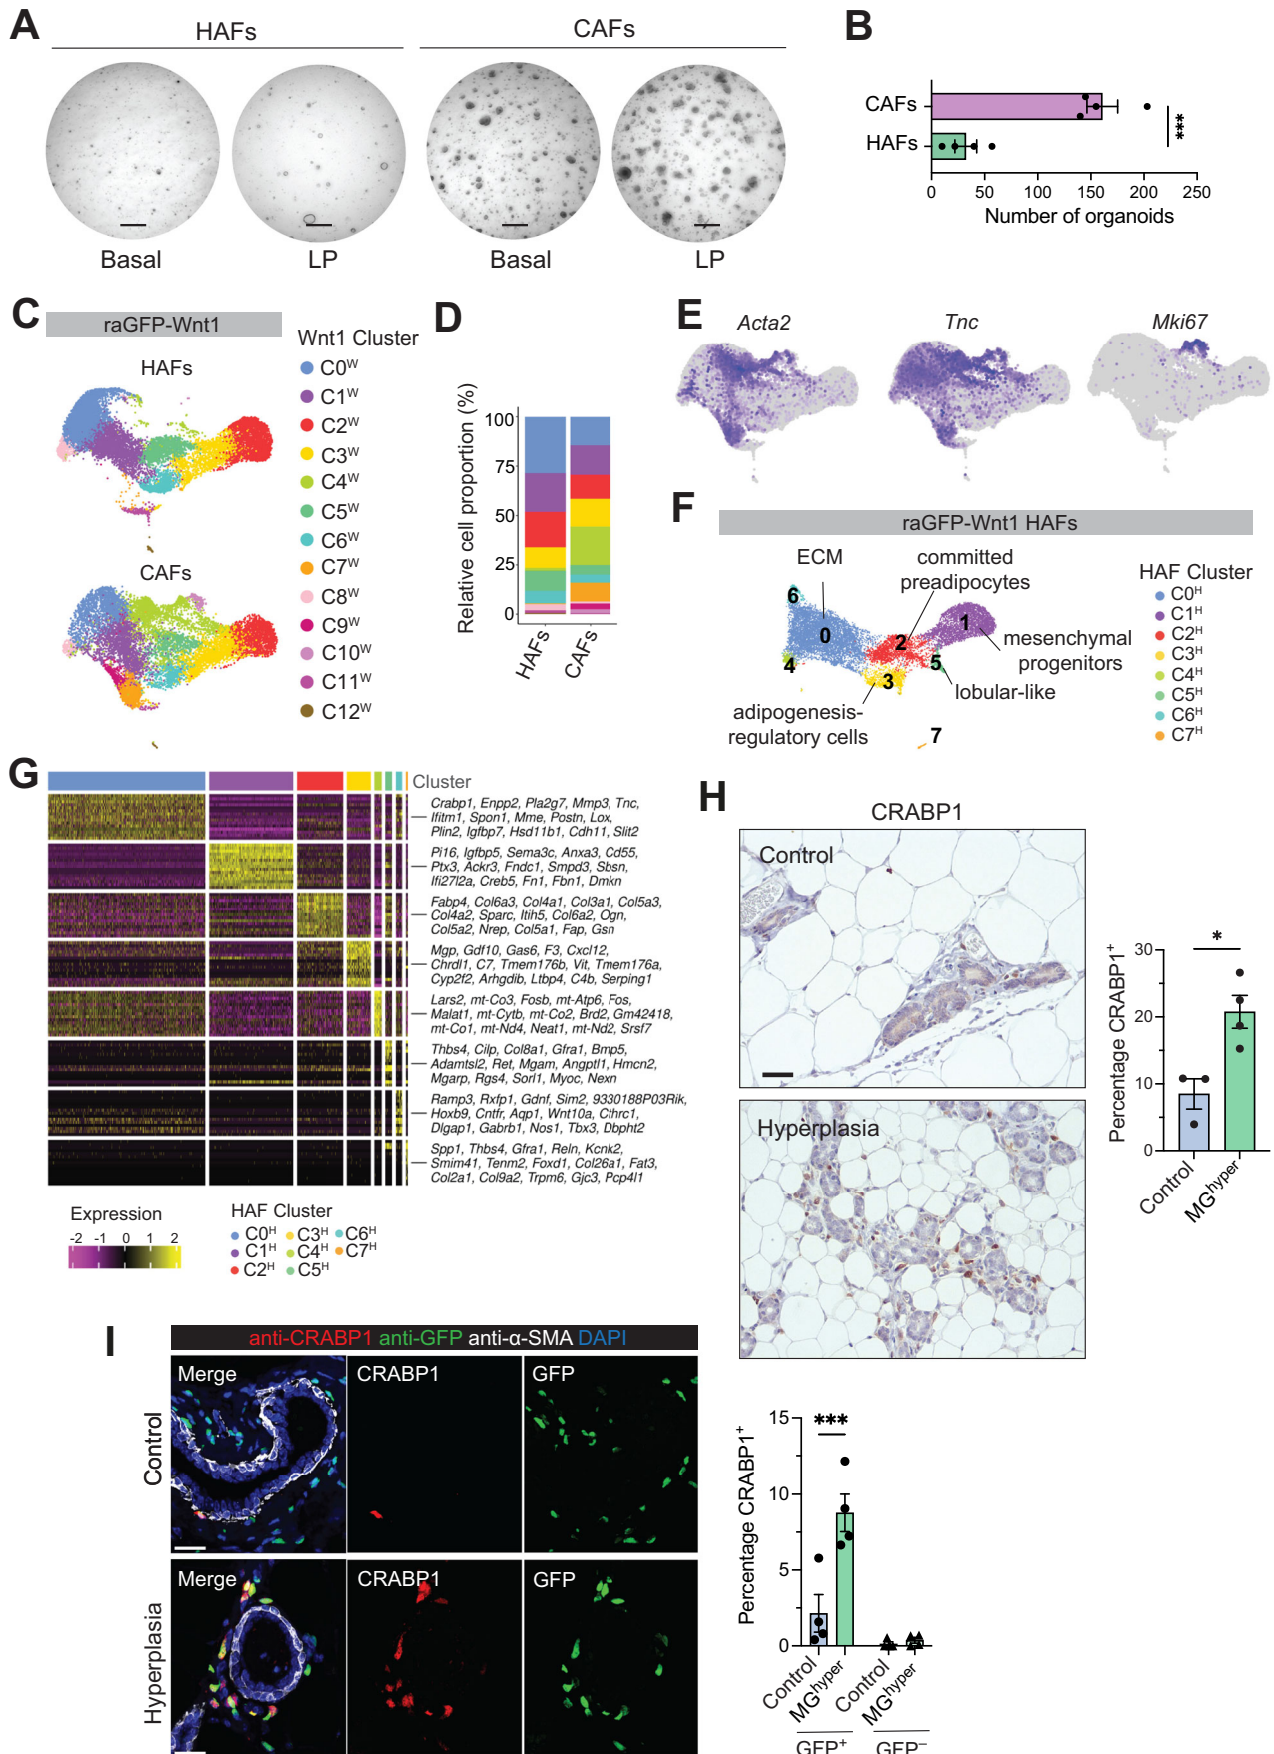 A
HAFs
CAFs
Basal
LP
Basal
LP
B
CAFs
HAFs
***
0
50
100
150
200
250
Number of organoids
C
raGFP-Wnt1
HAFs
CAFs
Wnt1 Cluster
C0W
C1W
C2W
C3W
C4W
C5W
C6W
C7W
C8W
C9W
C10W
C11W
C12W
D
Relative cell proportion (%)
100
75
50
25
0
HAFs
CAFs
E
Acta2
Tnc
Mki67
F
raGFP-Wnt1 HAFs
ECM
committed
preadipocytes
6
0
4
2
3
5
1
7
mesenchymal
progenitors
lobular-like
adipogenesis-
regulatory cells
HAF Cluster
C0H
C1H
C2H
C3H
C4H
C5H
C6H
C7H
G
Cluster
Crabp1, Enpp2, Pla2g7, Mmp3, Tnc,
Ifitm1, Spon1, Mme, Postn, Lox,
Plin2, Igfbp7, Hsd11b1, Cdh11, Slit2
Pi16, Igfbp5, Sema3c, Anxa3, Cd55,
Ptx3, Ackr3, Fndc1, Smpd3, Sbsn,
Ifi27l2a, Creb5, Fn1, Fbn1, Dmkn
Fabp4, Col6a3, Col4a1, Col3a1, Col5a3,
Col4a2, Sparc, Itih5, Col6a2, Ogn,
Col5a2, Nrep, Col5a1, Fap, Gsn
Mgp, Gdf10, Gas6, F3, Cxcl12,
Chrdl1, C7, Tmem176b, Vit, Tmem176a,
Cyp2f2, Arhgdib, Ltbp4, C4b, Serping1
Lars2, mt-Co3, Fosb, mt-Atp6, Fos,
Malat1, mt-Cytb, mt-Co2, Brd2, Gm42418,
mt-Co1, mt-Nd4, Neat1, mt-Nd2, Srsf7
Thbs4, Cilp, Col8a1, Gfra1, Bmp5,
Adamtsl2, Ret, Mgam, Angptl1, Hmcn2,
Mgarp, Rgs4, Sorl1, Myoc, Nexn
Ramp3, Rxfp1, Gdnf, Sim2, 9330188P03Rik,
Hoxb9, Cntfr, Aqp1, Wnt10a, Cthrc1,
Dlgap1, Gabrb1, Nos1, Tbx3, Dbpht2
Spp1, Thbs4, Gfra1, Reln, Kcnk2,
Smim41, Tenm2, Foxd1, Col26a1, Fat3,
Col2a1, Col9a2, Trpm6, Gjc3, Pcp4l1
Expression
-2 -1 0 1 2
HAF Cluster
C0H C3H C6H
C1H C4H C7H
C2H C5H
H
CRABP1
Control
Hyperplasia
Percentage CRABP1+
30
20
10
0
*
Control
MGhyper
I
anti-CRABP1 anti-GFP anti-α-SMA DAPI
Control
Merge
CRABP1
GFP
Hyperplasia
Merge
CRABP1
GFP
Percentage CRABP1+
15
10
5
0
***
Control
MGhyper
Control
MGhyper
GFP+
GFP–